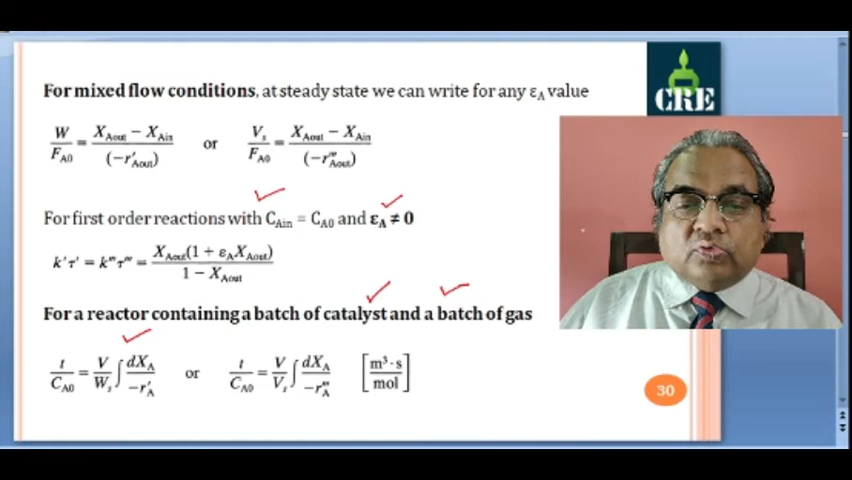 CRE
For mixed flow conditions, at steady state we can write for any εA value
W/FA0 = (XAout − XAin)/(−r′Aout) or Vs/FA0 = (XAout − XAin)/(−r‴Aout)
For first order reactions with CAin = CA0 and εA ≠ 0
k′τ′ = k‴τ‴ = XAout(1 + εAXAout)/(1 − XAout)
For a reactor containing a batch of catalyst and a batch of gas
t/CA0 = V/Ws ∫ dXA/−r′A or t/CA0 = V/Vs ∫ dXA/−r‴A [m³·s/mol]
30